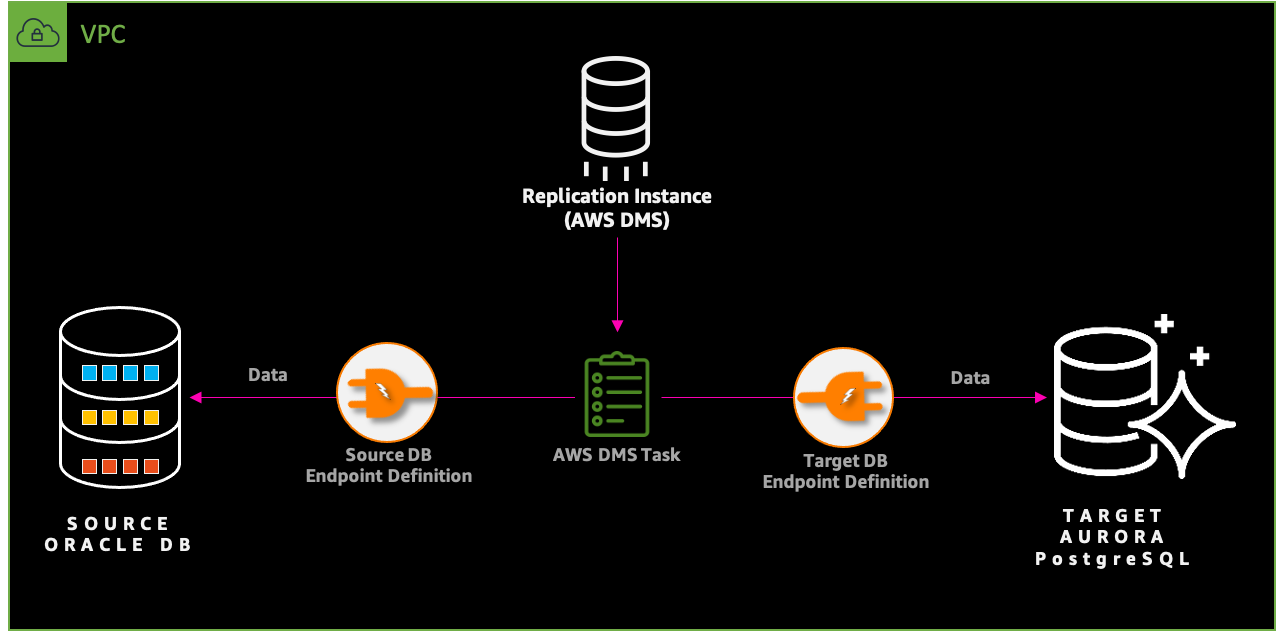 VPC
Replication Instance
(AWS DMS)
Data
Data
Source DB
Endpoint Definition
AWS DMS Task
Target DB
Endpoint Definition
SOURCE
ORACLE DB
TARGET
AURORA
PostgreSQL